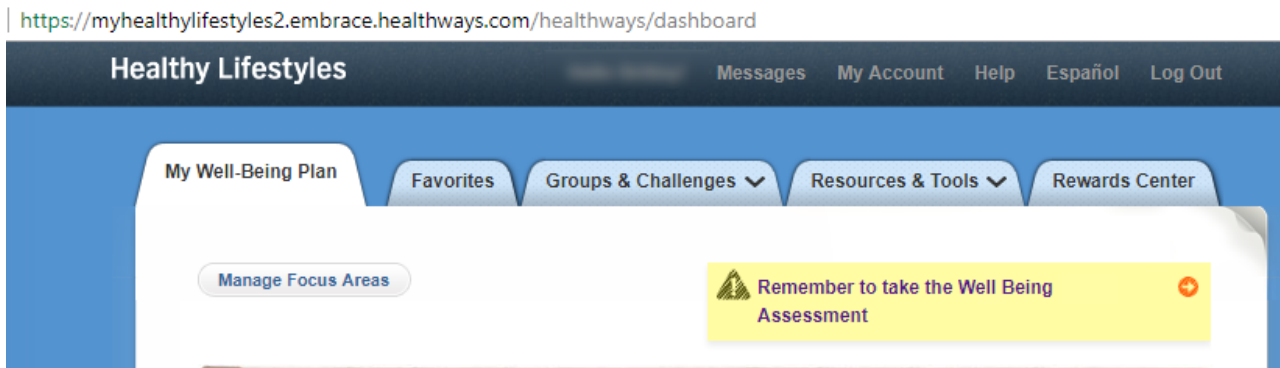 https://myhealthylifestyles2.embrace.healthways.com/healthways/dashboard
Healthy Lifestyles
Messages My Account Help Español Log Out
My Well-Being Plan Favorites Groups & Challenges Resources & Tools Rewards Center
Manage Focus Areas
Remember to take the Well Being
Assessment